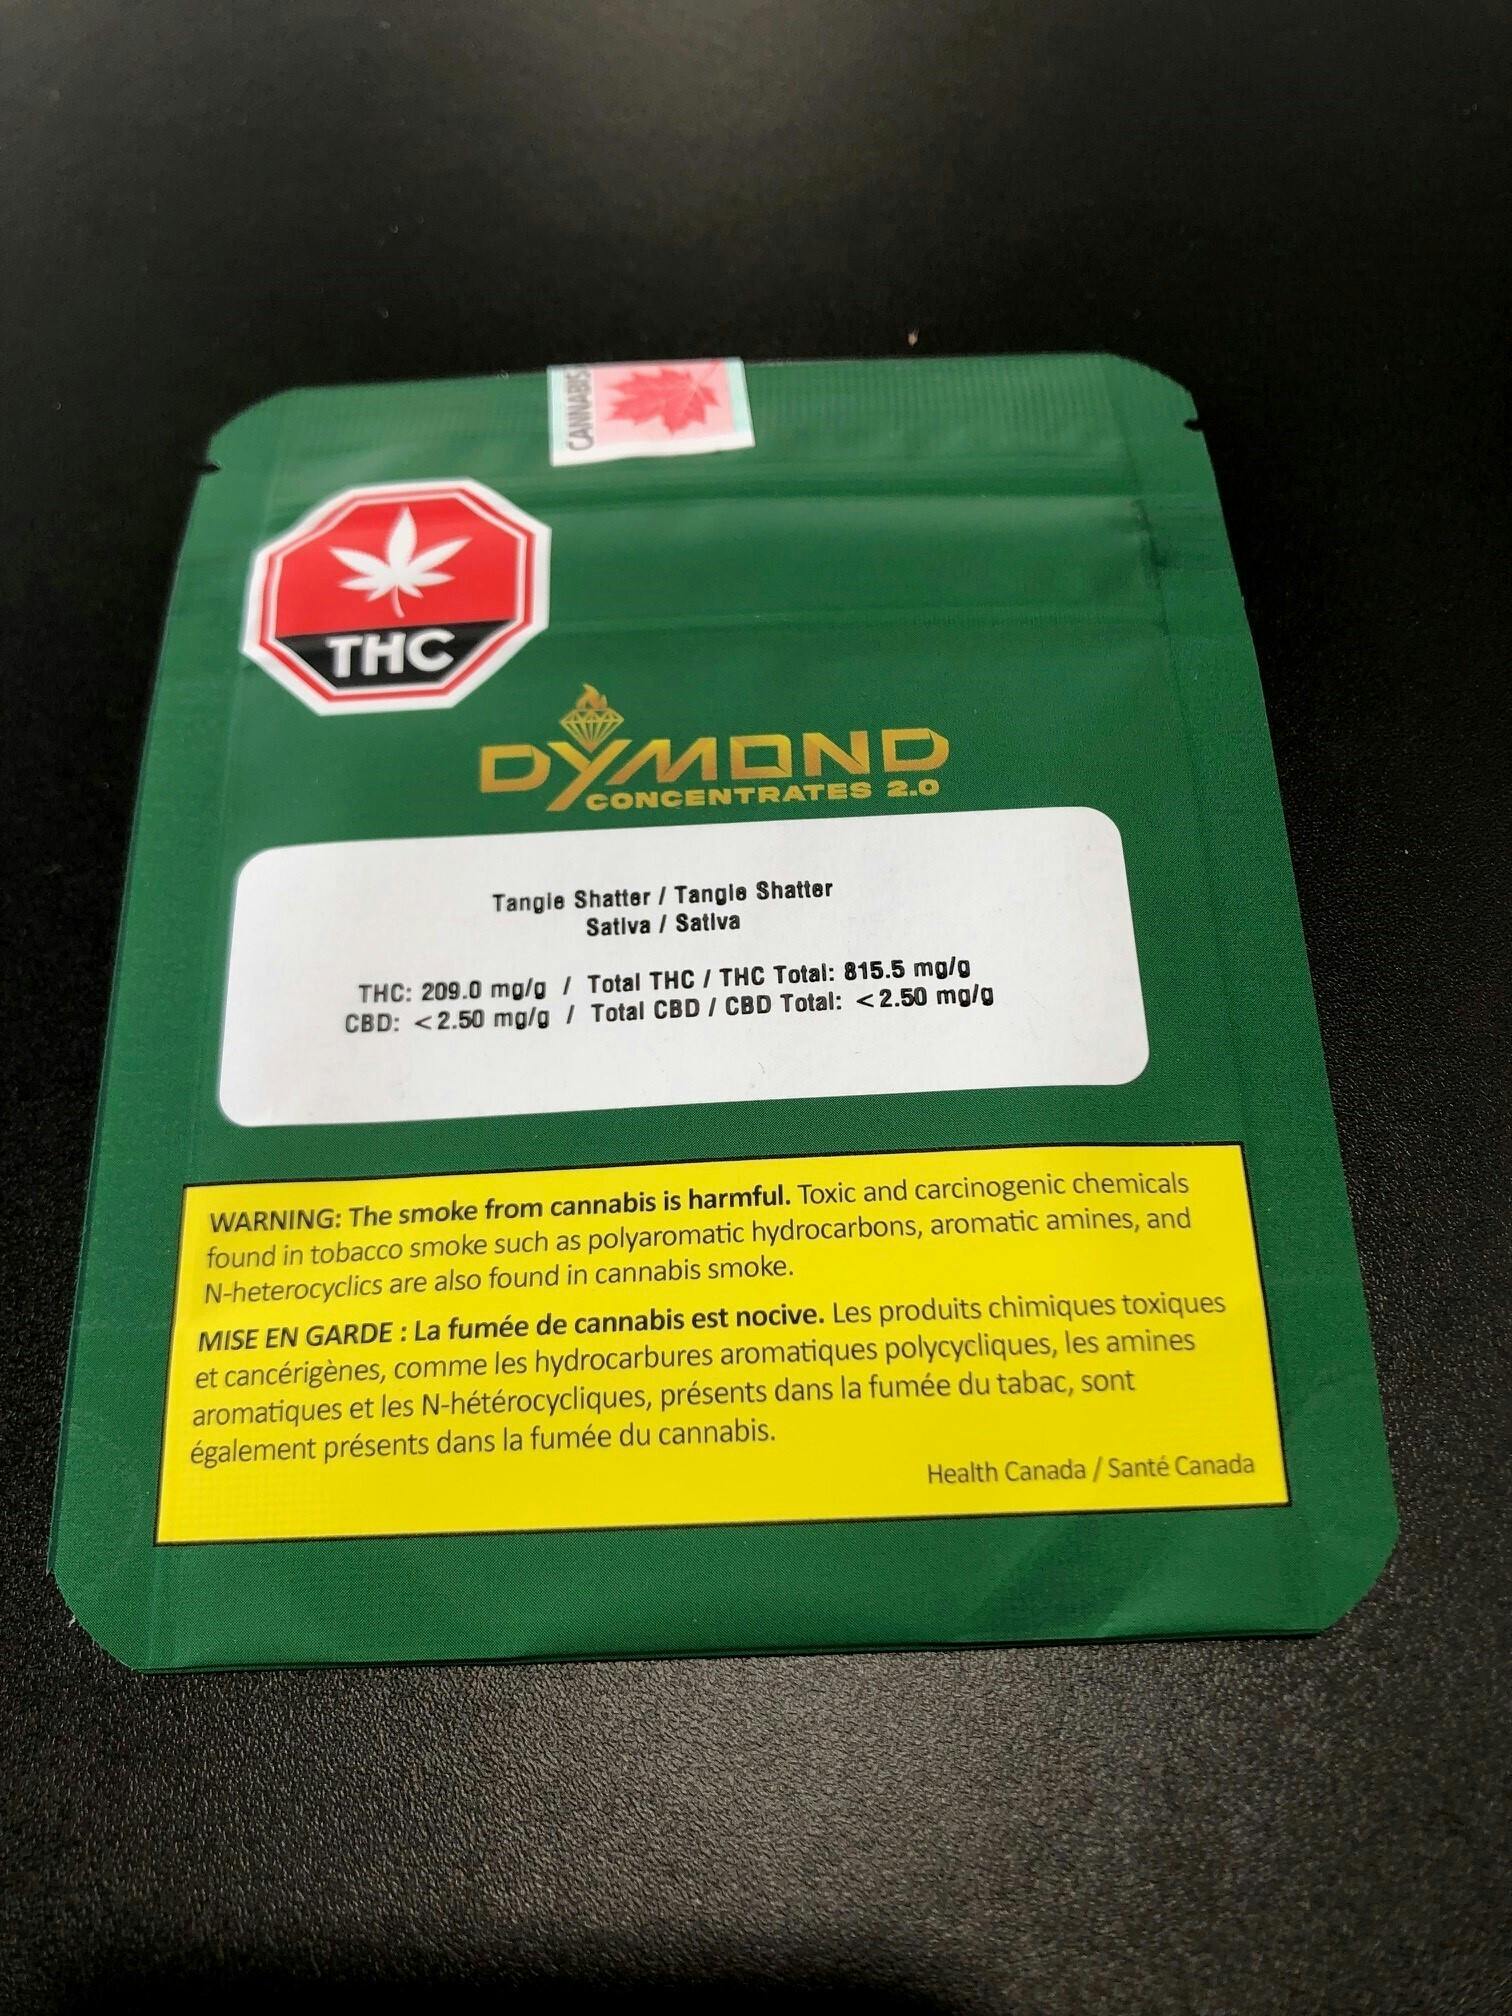 CANNABIS
THC
DYMOND
CONCENTRATES 2.0
Tangie Shatter / Tangie Shatter
Sativa / Sativa
THC: 209.0 mg/g / Total THC / THC Total: 815.5 mg/g
CBD: <2.50 mg/g / Total CBD / CBD Total: <2.50 mg/g
WARNING: The smoke from cannabis is harmful. Toxic and carcinogenic chemicals
found in tobacco smoke such as polyaromatic hydrocarbons, aromatic amines, and
N-heterocyclics are also found in cannabis smoke.
MISE EN GARDE : La fumée de cannabis est nocive. Les produits chimiques toxiques
et cancérigènes, comme les hydrocarbures aromatiques polycycliques, les amines
aromatiques et les N-hétérocycliques, présents dans la fumée du tabac, sont
également présents dans la fumée du cannabis.
Health Canada / Santé Canada